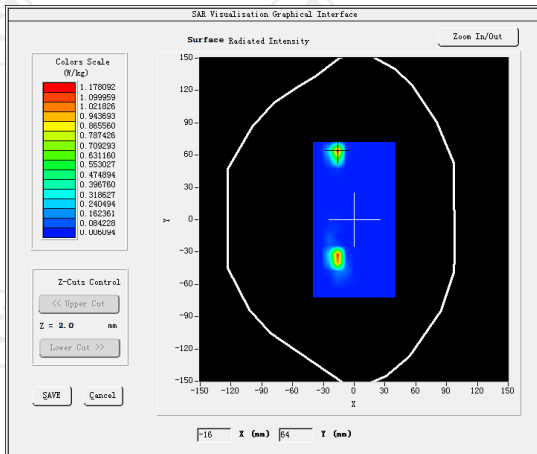 SAR Visualisation Graphical Interface
Surface Radiated Intensity
Zoom In/Out
Colors Scale
(W/kg)
1.178092
1.099959
1.021826
0.943693
0.865560
0.787426
0.709293
0.631160
0.553027
0.474894
0.396760
0.318627
0.240494
0.162361
0.084228
0.006094
150
120
90
60
30
0
-30
-60
-90
-120
-150
Y
-150 -120 -90 -60 -30 0 30 60 90 120 150
X
Z-Cuts Control
<< Upper Cut
Z = 2.0 mm
Lower Cut >>
SAVE Cancel
-16 X (mm) 64 Y (mm)